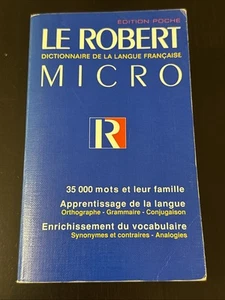 EDITION POCHE
LE ROBERT
DICTIONNAIRE DE LA LANGUE FRANÇAISE
MICRO
R
35 000 mots et leur famille
Apprentissage de la langue
Orthographe - Grammaire - Conjugaison
Enrichissement du vocabulaire
Synonymes et contraires - Analogies